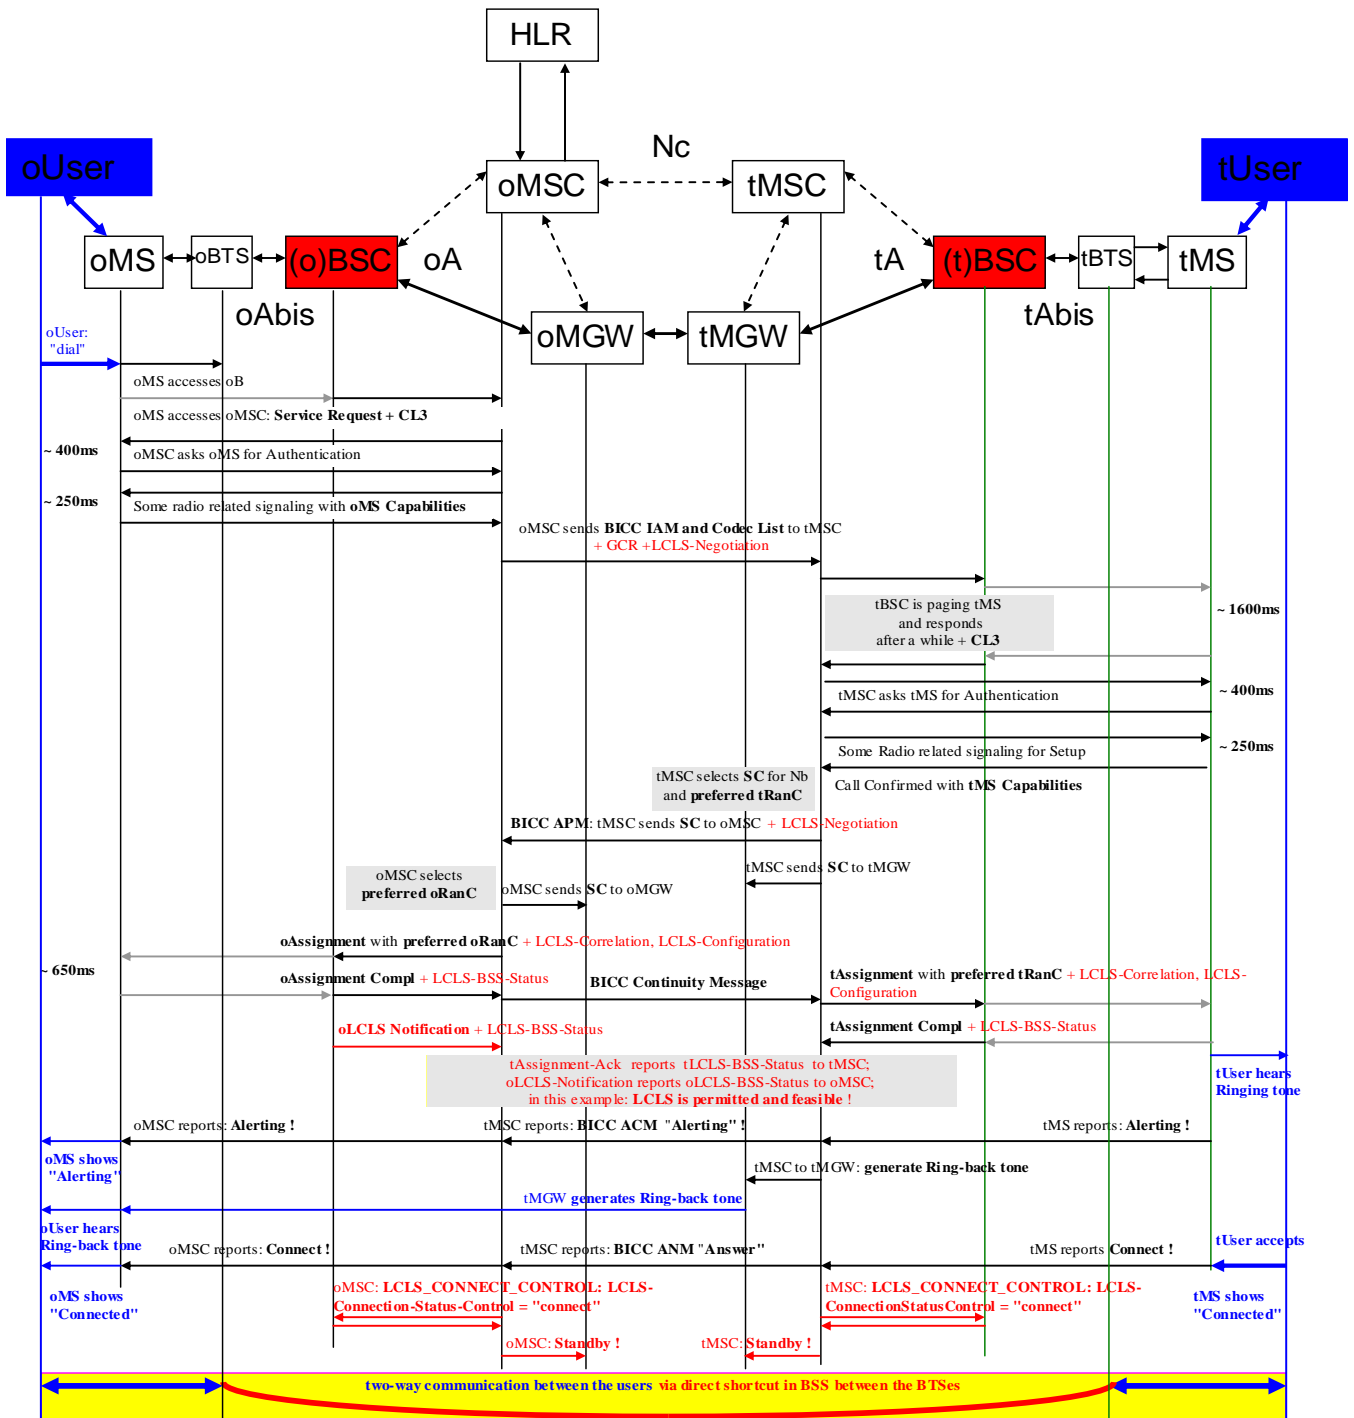 HLR
Nc
oUser
oMSC
tMSC
tUser
oMS
oBTS
(o)BSC
oA
tA
(t)BSC
tBTS
tMS
oAbis
tAbis
oMGW
tMGW
oUser:
"dial"
oMS accesses oB
oMS accesses oMSC: Service Request + CL3
~ 400ms
oMSC asks oMS for Authentication
~ 250ms
Some radio related signaling with oMS Capabilities
oMSC sends BICC IAM and Codec List to tMSC
+ GCR +LCLS-Negotiation
tBSC is paging tMS
and responds
after a while + CL3
~ 1600ms
tMSC asks tMS for Authentication
~ 400ms
Some Radio related signaling for Setup
~ 250ms
tMSC selects SC for Nb
and preferred tRanC
Call Confirmed with tMS Capabilities
BICC APM: tMSC sends SC to oMSC + LCLS-Negotiation
oMSC selects
preferred oRanC
tMSC sends SC to tMGW
oMSC sends SC to oMGW
oAssignment with preferred oRanC + LCLS-Correlation, LCLS-Configuration
~ 650ms
oAssignment Compl + LCLS-BSS-Status
BICC Continuity Message
tAssignment with preferred tRanC + LCLS-Correlation, LCLS-
Configuration
oLCLS Notification + LCLS-BSS-Status
tAssignment Compl + LCLS-BSS-Status
tAssignment-Ack reports tLCLS-BSS-Status to tMSC;
oLCLS-Notification reports oLCLS-BSS-Status to oMSC;
in this example: LCLS is permitted and feasible !
tUser hears
Ringing tone
oMSC reports: Alerting !
tMSC reports: BICC ACM "Alerting" !
tMS reports: Alerting !
oMS shows
"Alerting"
tMSC to tMGW: generate Ring-back tone
tMGW generates Ring-back tone
oUser hears
Ring-back tone
oMSC reports: Connect !
tMSC reports: BICC ANM "Answer"
tMS reports Connect !
tUser accepts
oMS shows
"Connected"
oMSC: LCLS_CONNECT_CONTROL: LCLS-
Connection-Status-Control = "connect"
tMSC: LCLS_CONNECT_CONTROL: LCLS-
ConnectionStatusControl = "connect"
tMS shows
"Connected"
oMSC: Standby !
tMSC: Standby !
two-way communication between the users via direct shortcut in BSS between the BTSes